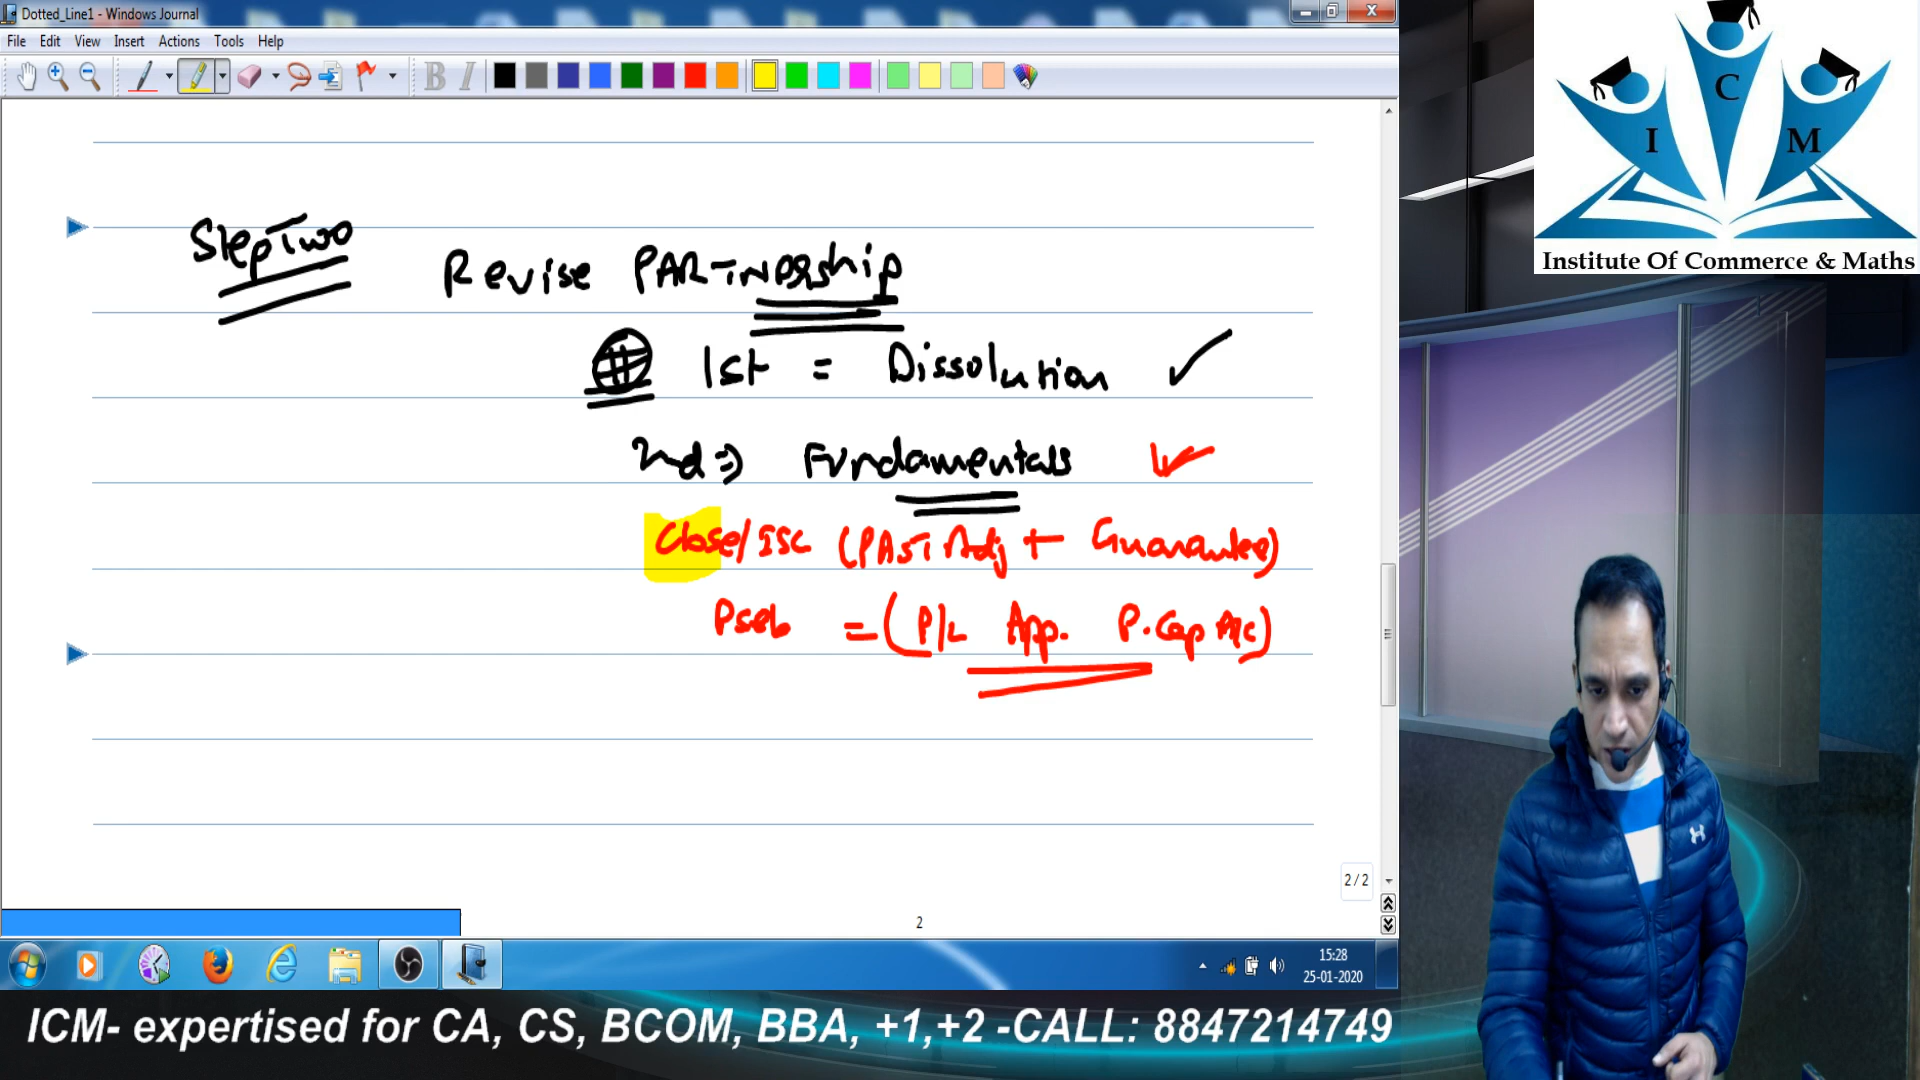 Dotted_Line1 - Windows Journal
File Edit View Insert Actions Tools Help
B I
I C M
Institute Of Commerce & Maths
Step Two
Revise PARTNERship
# 1st = Dissolution ✓
2nd => Fundamentals ✓
Close/ISC (PAST Adj + Guarantee)
Pseb = (P/L App. P. Cap A/c)
2 / 2
2
15:28
25-01-2020
ICM- expertised for CA, CS, BCOM, BBA, +1,+2 -CALL: 8847214749